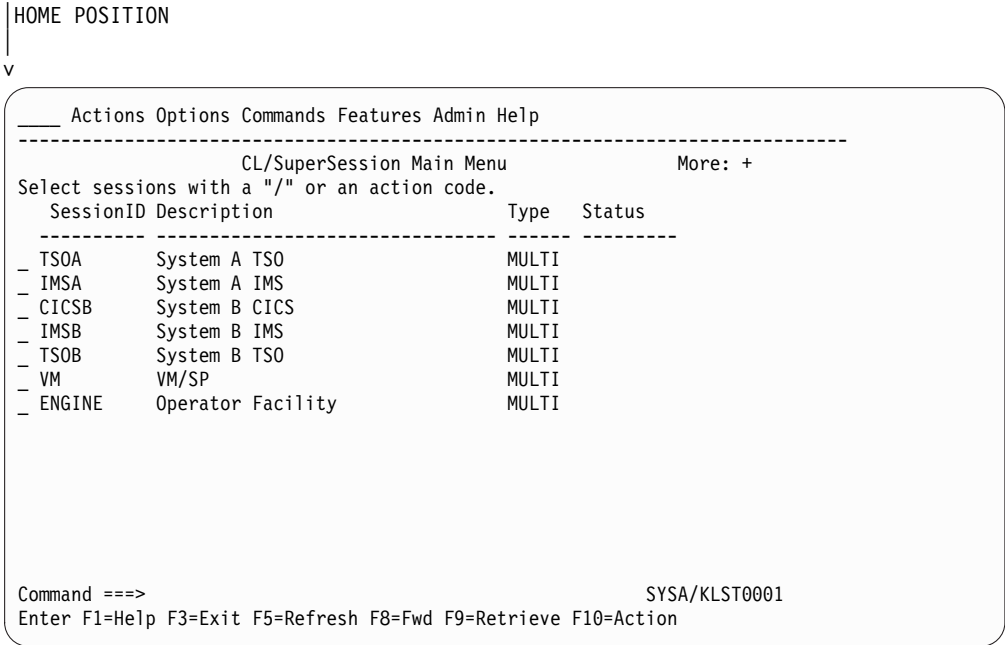 |HOME POSITION
|
v
____ Actions Options Commands Features Admin Help
------------------------------------------------------------------------------
CL/SuperSession Main Menu More: +
Select sessions with a "/" or an action code.
SessionID Description Type Status
---------- -------------------------------- ------ ---------
_ TSOA System A TSO MULTI
_ IMSA System A IMS MULTI
_ CICSB System B CICS MULTI
_ IMSB System B IMS MULTI
_ TSOB System B TSO MULTI
_ VM VM/SP MULTI
_ ENGINE Operator Facility MULTI
Command ===> SYSA/KLST0001
Enter F1=Help F3=Exit F5=Refresh F8=Fwd F9=Retrieve F10=Action